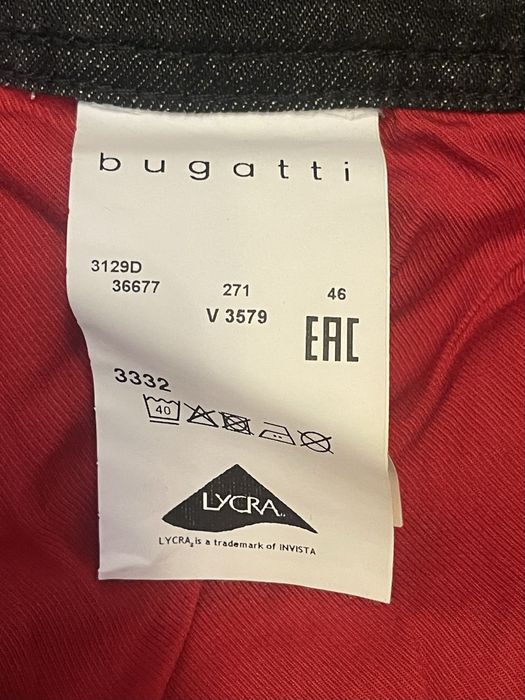 bugatti
3129D
36677 271 46
V 3579
EAC
3332
40
LYCRA
LYCRA® is a trademark of INVISTA